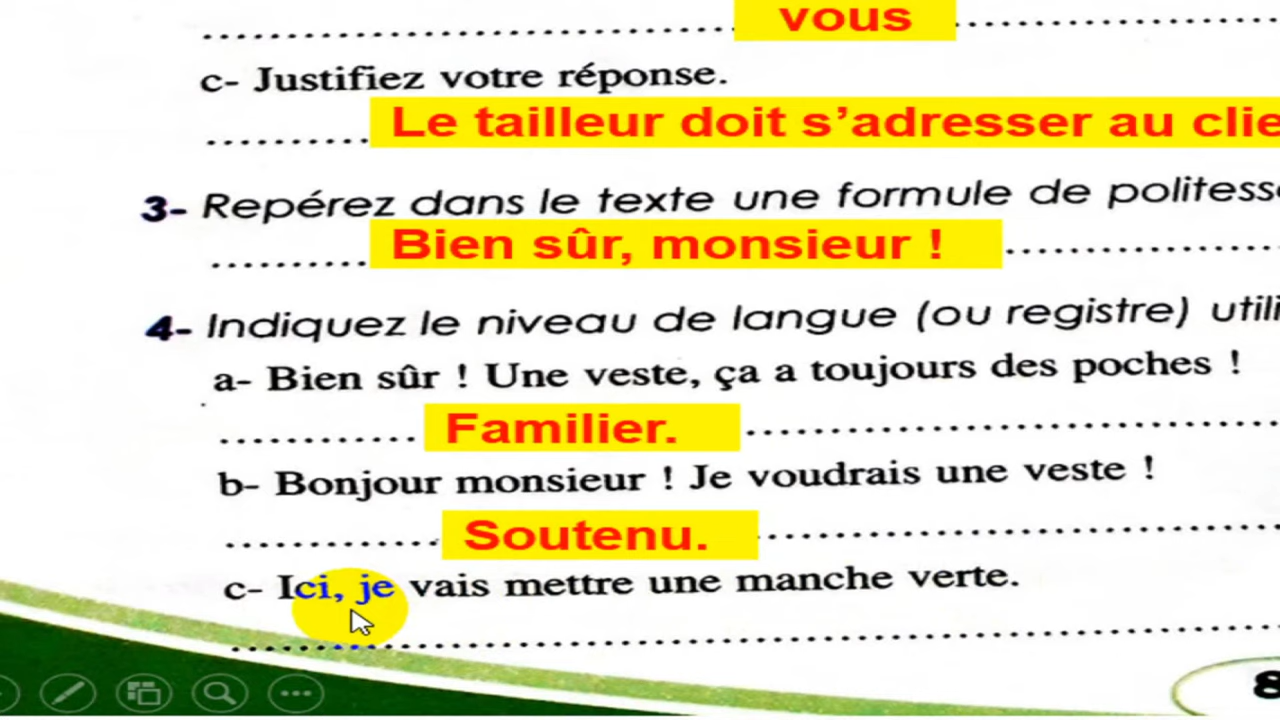 vous
c- Justifiez votre réponse.
Le tailleur doit s'adresser au clie
3- Repérez dans le texte une formule de politess
Bien sûr, monsieur !
4- Indiquez le niveau de langue (ou registre) utili
a- Bien sûr ! Une veste, ça a toujours des poches !
Familier.
b- Bonjour monsieur ! Je voudrais une veste !
Soutenu.
c- Ici, je vais mettre une manche verte.
8